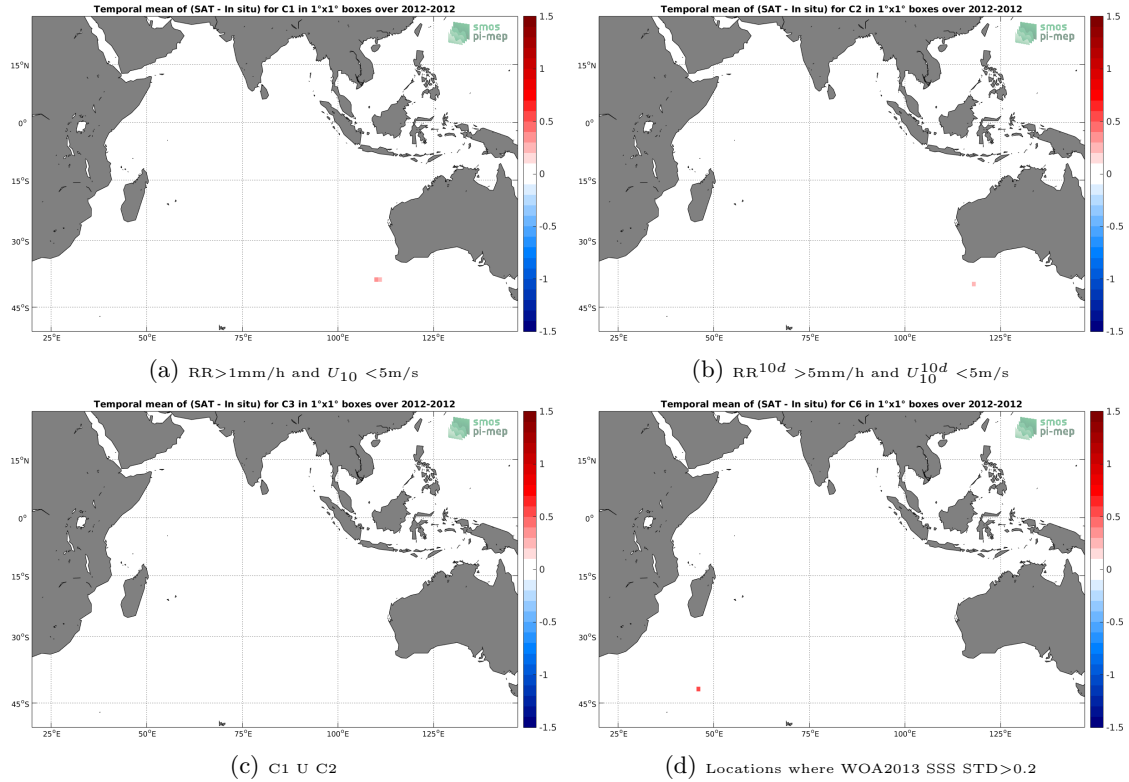 Temporal mean of (SAT - In situ) for C1 in 1°x1° boxes over 2012-2012
smos
pi-mep
15°N
0°
15°S
30°S
45°S
25°E
50°E
75°E
100°E
125°E
1.5
1
0.5
0
-0.5
-1
-1.5
(a) RR>1mm/h and U10 <5m/s
Temporal mean of (SAT - In situ) for C2 in 1°x1° boxes over 2012-2012
smos
pi-mep
15°N
0°
15°S
30°S
45°S
25°E
50°E
75°E
100°E
125°E
1.5
1
0.5
0
-0.5
-1
-1.5
(b) RR10d >5mm/h and U10d10 <5m/s
Temporal mean of (SAT - In situ) for C3 in 1°x1° boxes over 2012-2012
smos
pi-mep
15°N
0°
15°S
30°S
45°S
25°E
50°E
75°E
100°E
125°E
1.5
1
0.5
0
-0.5
-1
-1.5
(c) C1 U C2
Temporal mean of (SAT - In situ) for C6 in 1°x1° boxes over 2012-2012
smos
pi-mep
15°N
0°
15°S
30°S
45°S
25°E
50°E
75°E
100°E
125°E
1.5
1
0.5
0
-0.5
-1
-1.5
(d) Locations where WOA2013 SSS STD>0.2